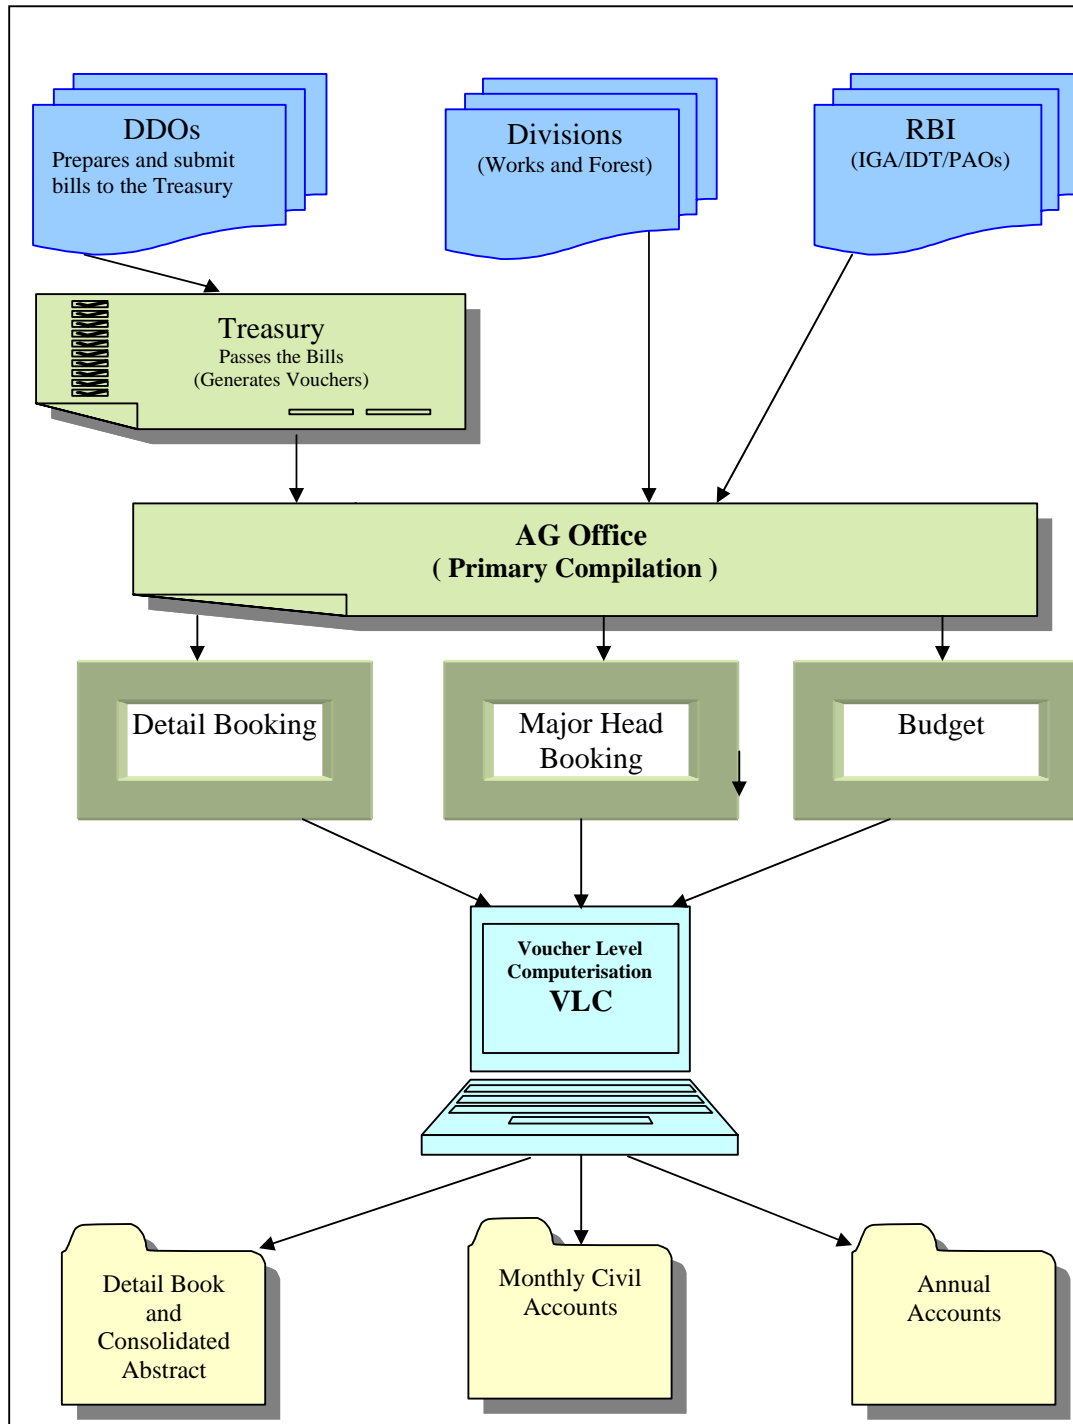 DDOs
Prepares and submit
bills to the Treasury
Divisions
(Works and Forest)
RBI
(IGA/IDT/PAOs)
Treasury
Passes the Bills
(Generates Vouchers)
AG Office
( Primary Compilation )
Detail Booking
Major Head
Booking
Budget
Voucher Level
Computerisation
VLC
Detail Book
and
Consolidated
Abstract
Monthly Civil
Accounts
Annual
Accounts